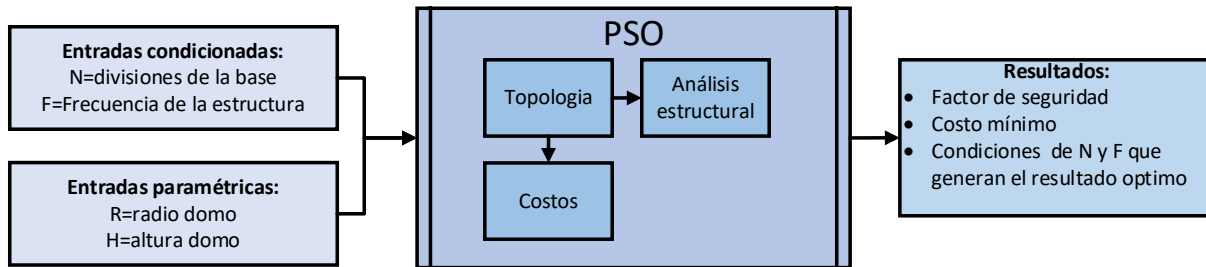 Entradas condicionadas:
N=divisiones de la base
F=Frecuencia de la estructura
Entradas paramétricas:
R=radio domo
H=altura domo
PSO
Topologia
Análisis
estructural
Costos
Resultados:
• Factor de seguridad
• Costo mínimo
• Condiciones de N y F que
generan el resultado optimo